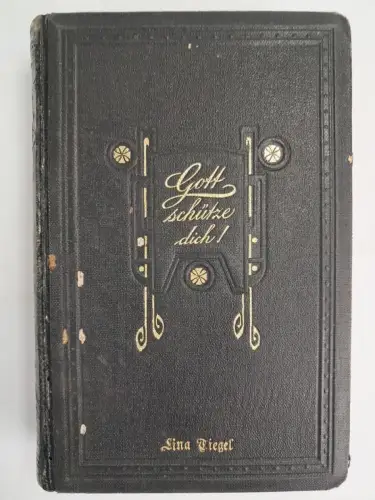 Gott
schütze
dich!
Lina Tiegel